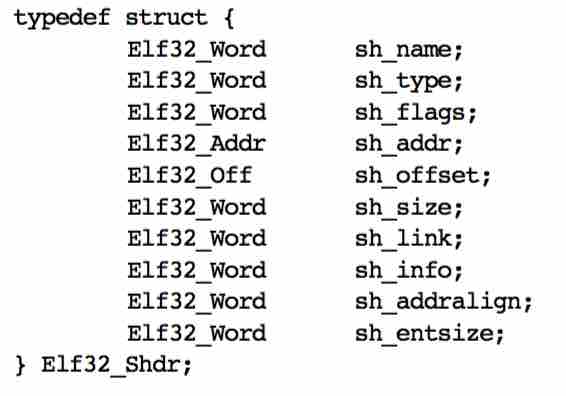 typedef struct {
Elf32_Word sh_name;
Elf32_Word sh_type;
Elf32_Word sh_flags;
Elf32_Addr sh_addr;
Elf32_Off sh_offset;
Elf32_Word sh_size;
Elf32_Word sh_link;
Elf32_Word sh_info;
Elf32_Word sh_addralign;
Elf32_Word sh_entsize;
} Elf32_Shdr;